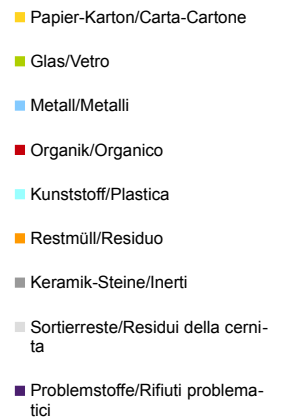 Papier-Karton/Carta-Cartone
Glas/Vetro
Metall/Metalli
Organik/Organico
Kunststoff/Plastica
Restmüll/Residuo
Keramik-Steine/Inerti
Sortierreste/Residui della cerni-
ta
Problemstoffe/Rifiuti problema-
tici